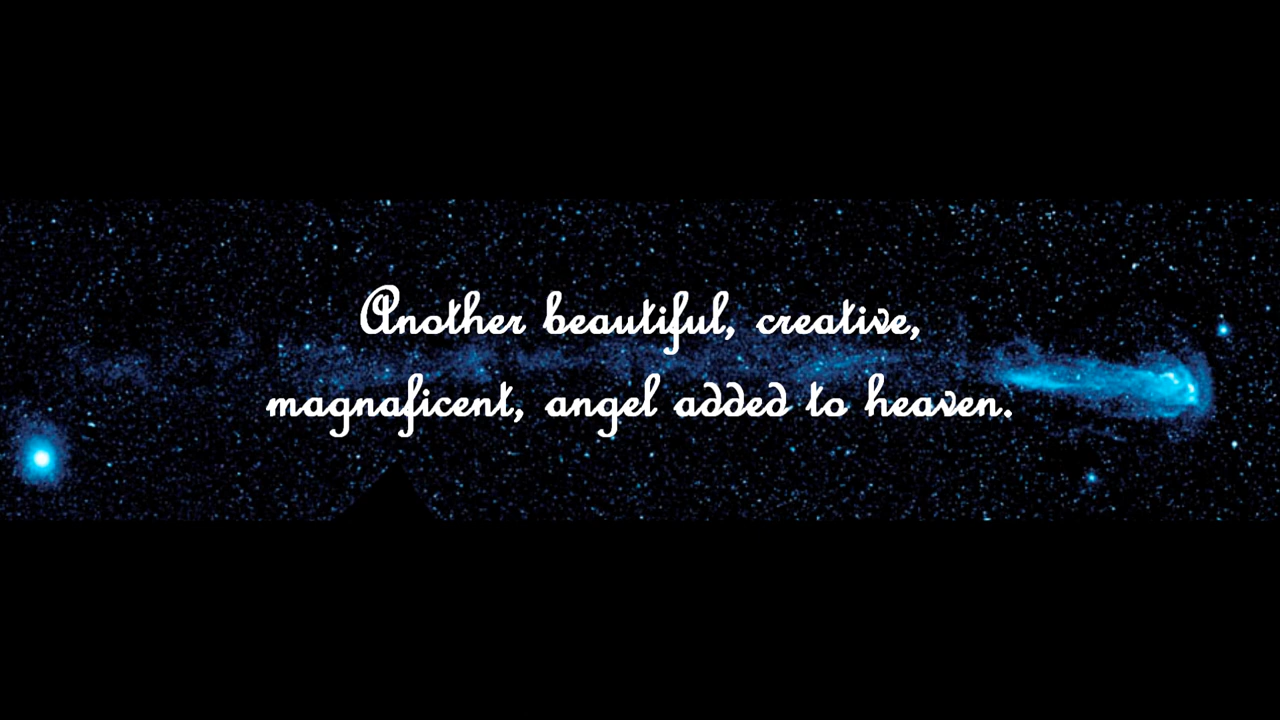 Another beautiful, creative,
magnaficent, angel added to heaven.